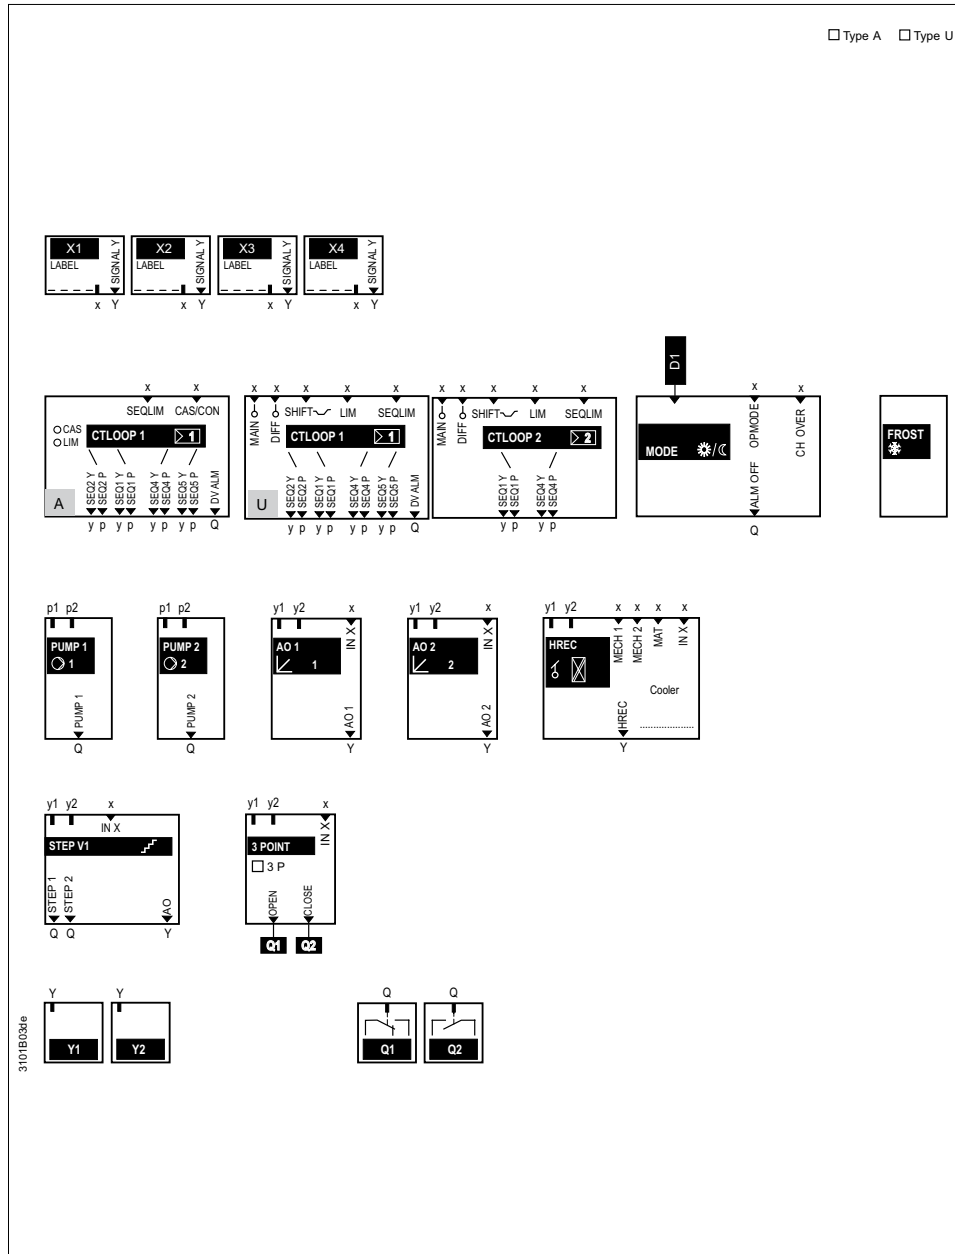 Type A Type U
X1 X2 X3 X4
LABEL LABEL LABEL LABEL
SIGNAL Y SIGNAL Y SIGNAL Y SIGNAL Y
x Y x Y x Y x Y
D1
x x x x x x x x x x x x x x
SEQLIM CAS/CON
CAS
LIM
CTLOOP 1 1
SEQ2 Y SEQ2 P SEQ1 Y SEQ1 P SEQ4 Y SEQ4 P SEQ5 Y SEQ5 P DV ALM
A
y p y p y p y p Q
MAIN DIFF SHIFT LIM SEQLIM
CTLOOP 1 1
SEQ2 Y SEQ2 P SEQ1 Y SEQ1 P SEQ4 Y SEQ4 P SEQ5 Y SEQ5 P DV ALM
U
y p y p y p y p Q
MAIN DIFF SHIFT LIM SEQLIM
CTLOOP 2 2
SEQ1 Y SEQ1 P SEQ4 Y SEQ4 P
y p y p
MODE
OPMODE
CH OVER
ALM OFF
Q
FROST
p1 p2
PUMP 1
1
PUMP 1
Q
p1 p2
PUMP 2
2
PUMP 2
Q
y1 y2 x
IN X
AO 1
1
AO 1
Y
y1 y2 x
IN X
AO 2
2
AO 2
Y
y1 y2 x x x x
HREC
MECH 1 MECH 2 MAT IN X
Cooler
HREC
Y
y1 y2 x
IN X
STEP V1
STEP 1 STEP 2 AO
Q Q Y
y1 y2 x
IN X
3 POINT
3 P
OPEN CLOSE
Q1 Q2
Y Y
Y1 Y2
Q Q
Q1 Q2
3101B03de